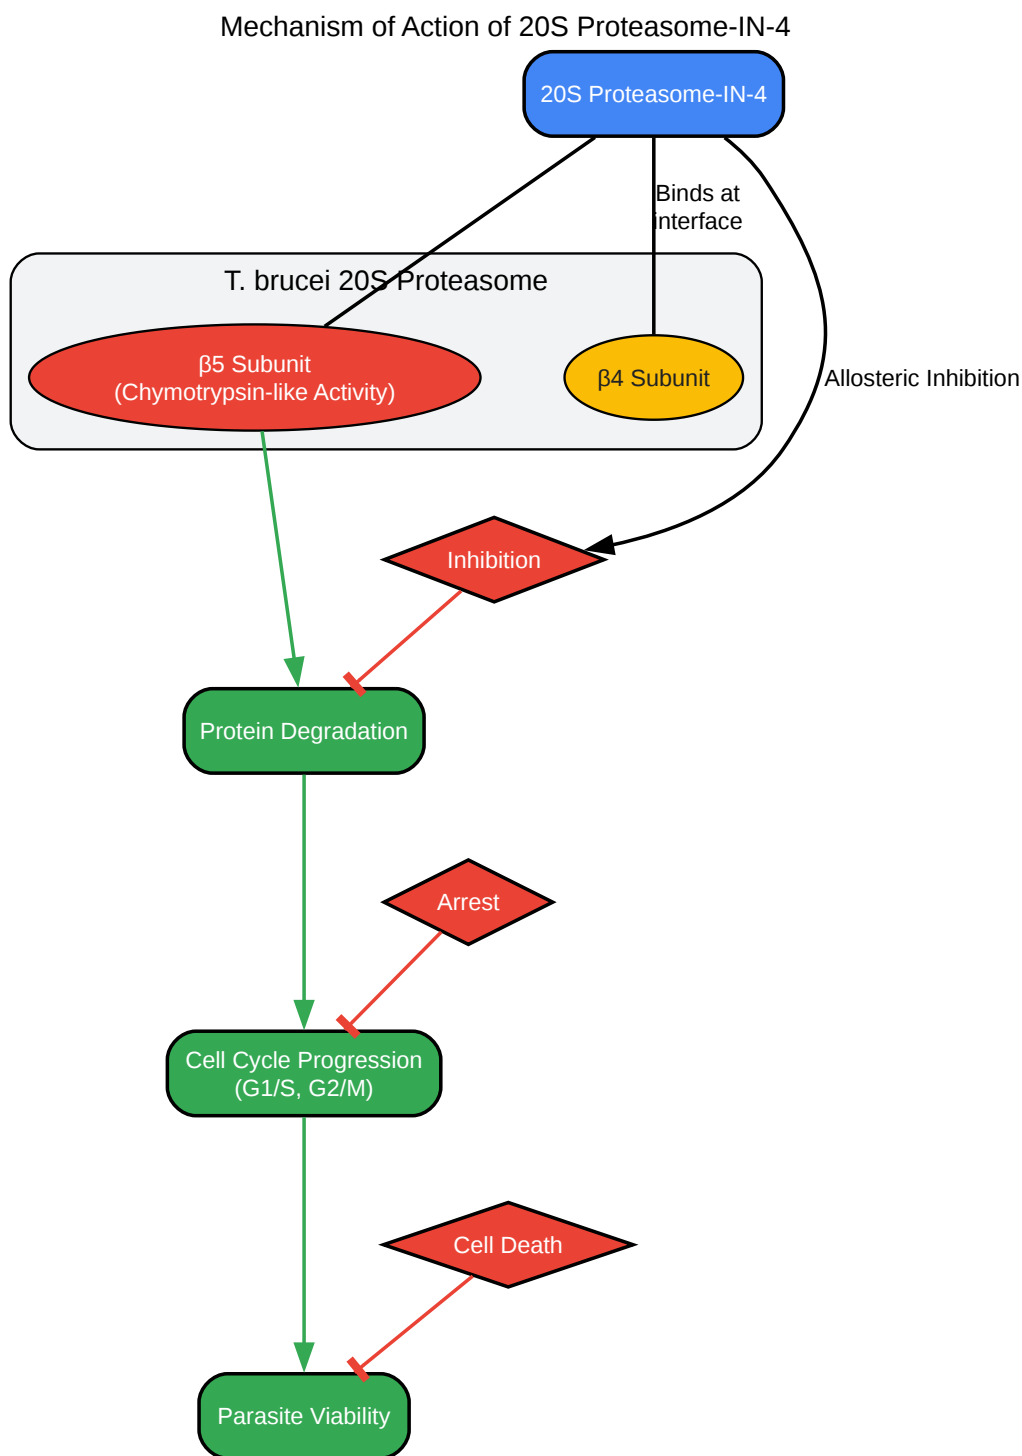 Mechanism of Action of 20S Proteasome-IN-4
20S Proteasome-IN-4
Binds at
interface
T. brucei 20S Proteasome
β5 Subunit
(Chymotrypsin-like Activity)
β4 Subunit
Allosteric Inhibition
Inhibition
Protein Degradation
Arrest
Cell Cycle Progression
(G1/S, G2/M)
Cell Death
Parasite Viability